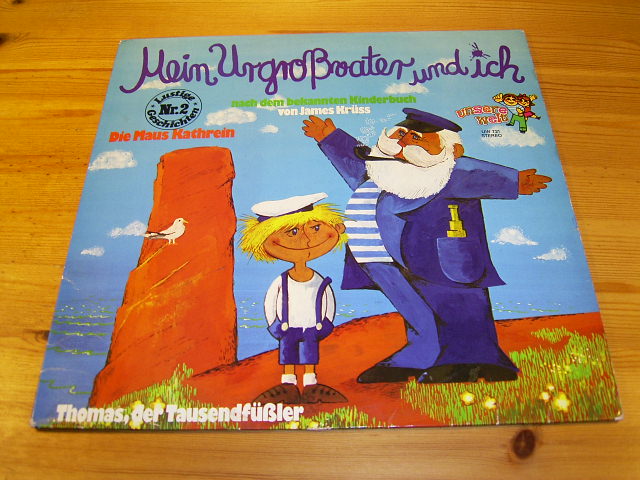 Mein Urgroßvater und ich
Lustige
Nr. 2
Geschichten
nach dem bekannten Kinderbuch
von James Krüss
Die Maus Kathrein
unsere
welt
STEREO
Thomas, der Tausendfüßler